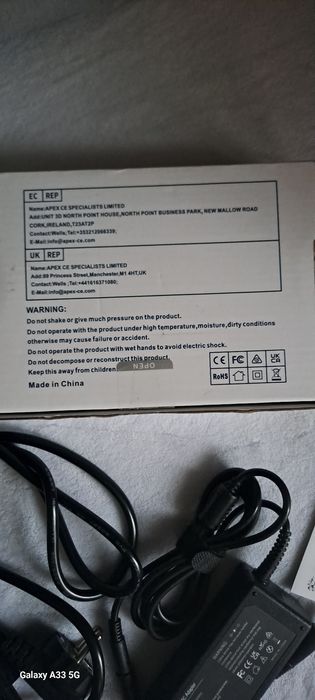 EC REP
Name:APEX CE SPECIALISTS LIMITED
Add:UNIT 3D NORTH POINT HOUSE,NORTH POINT BUSINESS PARK, NEW MALLOW ROAD
CORK,IRELAND,T23AT2P
Contact:Wells;Tel:+353212066339;
E-Mail:info@apex-ce.com
UK REP
Name:APEX CE SPECIALISTS LIMITED
Add:89 Princess Street,Manchester,M1 4HT,UK
Contact:Wells ;Tel:+441616371080;
E-Mail:info@apex-ce.com
WARNING:
Do not shake or give much pressure on the product.
Do not operate with the product under high temperature,moisture,dirty conditions
otherwise may cause failure or accident.
Do not operate the product with wet hands to avoid electric shock.
Do not decompose or reconstruct this product.
Keep this away from children
OPEN
CE FC UK CA
RoHS
Made in China
Adapter
Galaxy A33 5G